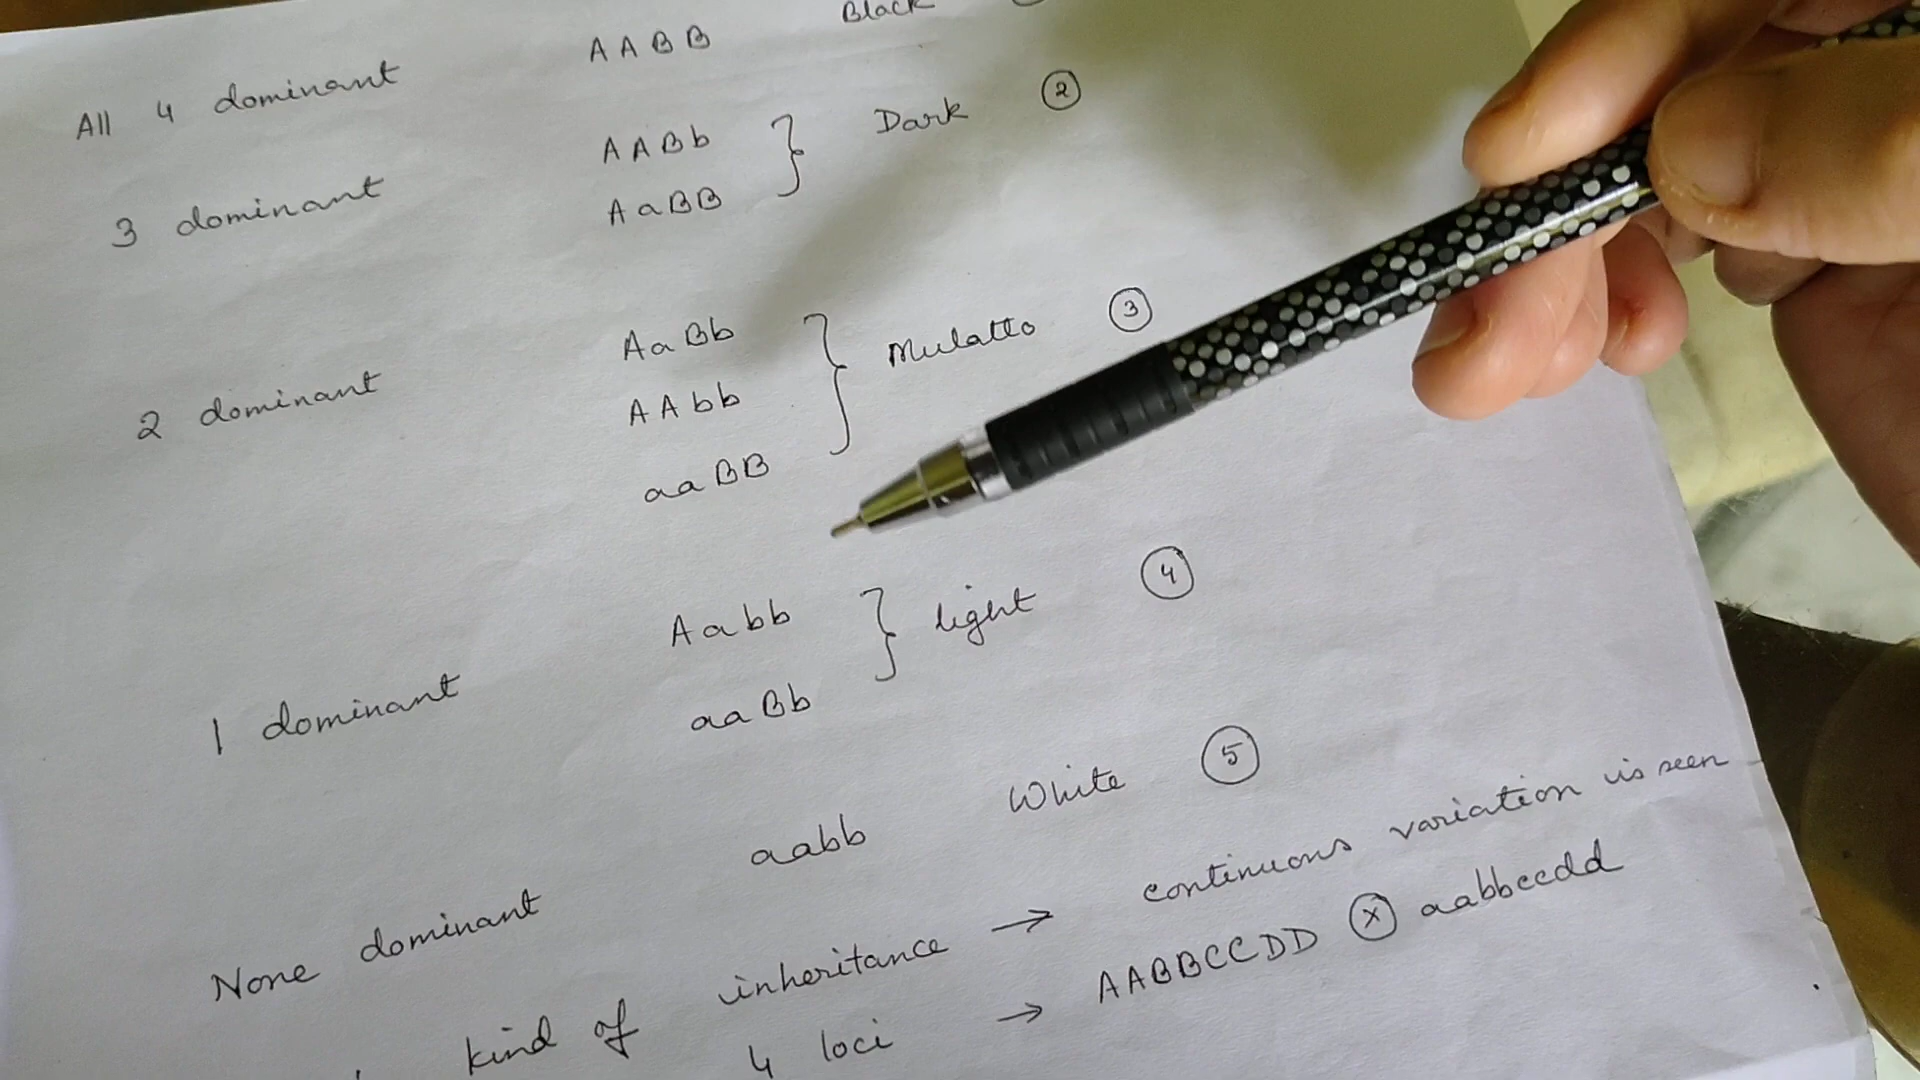 Black
All 4 dominant AABB
3 dominant AABb } Dark ②
AaBB
2 dominant AaBb } Mulatto ③
AAbb
aaBB
1 dominant Aabb } light ④
aaBb
None dominant aabb White ⑤
kind of inheritance → continuous variation is seen
4 loci → AABBCCDD ⓧ aabbccdd